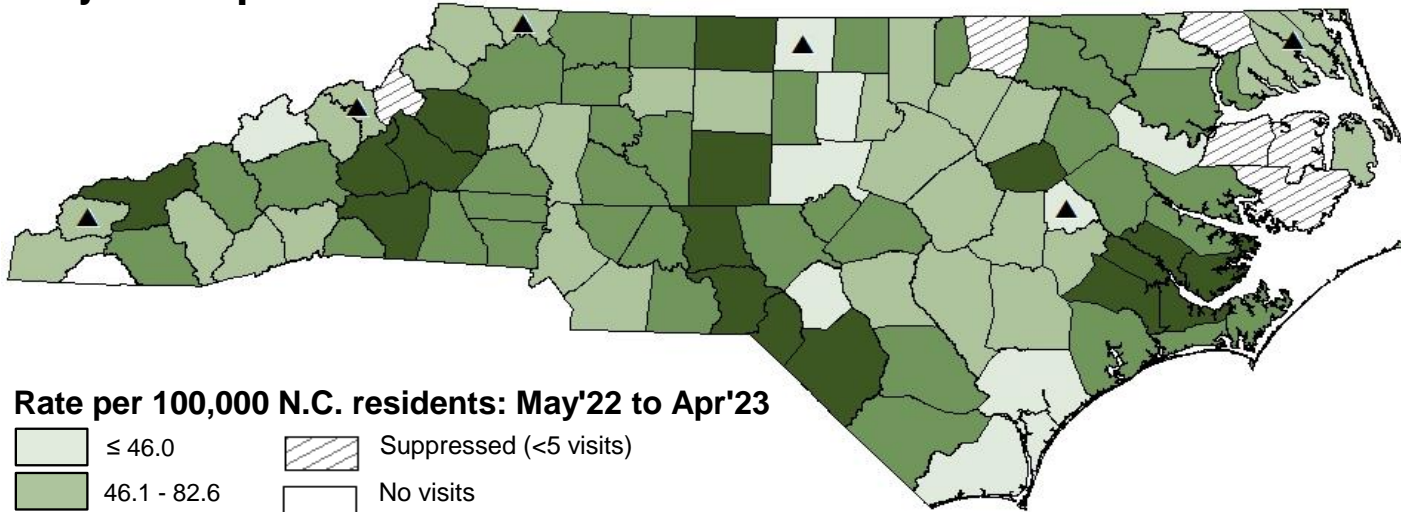 Rate per 100,000 N.C. residents: May'22 to Apr'23
≤ 46.0
Suppressed (<5 visits)
46.1 - 82.6
No visits